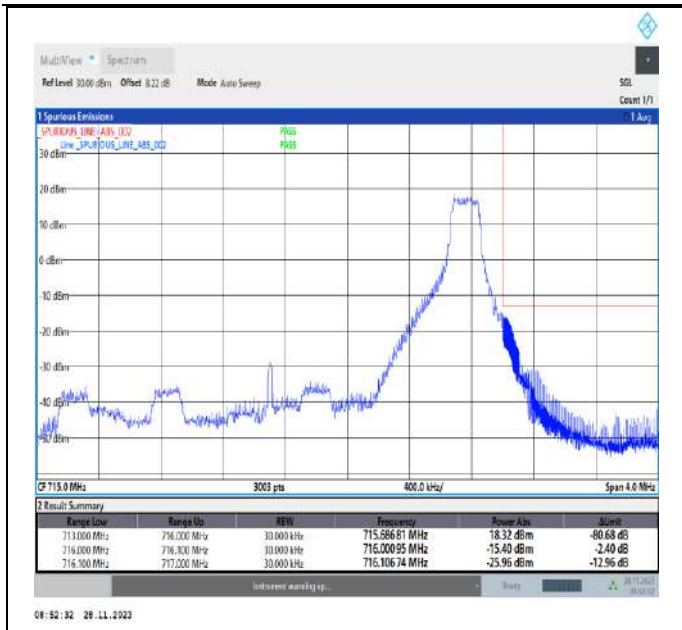 MultiView Spectrum
Ref Level 30.00 dBm Offset 8.22 dB Mode Auto Sweep SGL
Count 1/1
1 Spurious Emissions 1 Avg
_SPURIOUS_LINE_ABS_002 PASS
Line _SPURIOUS_LINE_ABS_002 PASS
30 dBm
20 dBm
10 dBm
0 dBm
-10 dBm
-20 dBm
-30 dBm
-40 dBm
-50 dBm
CF 715.0 MHz 3003 pts 400.0 kHz/ Span 4.0 MHz
2 Result Summary
Range Low Range Up RBW Frequency Power Abs ΔLimit
713.000 MHz 716.000 MHz 30.000 kHz 715.68681 MHz 18.32 dBm -80.68 dB
716.000 MHz 716.100 MHz 30.000 kHz 716.00095 MHz -15.40 dBm -2.40 dB
716.100 MHz 717.000 MHz 30.000 kHz 716.10674 MHz -25.96 dBm -12.96 dB
Instrument warming up... Ready 28.11.2023
08:52:32 28.11.2023